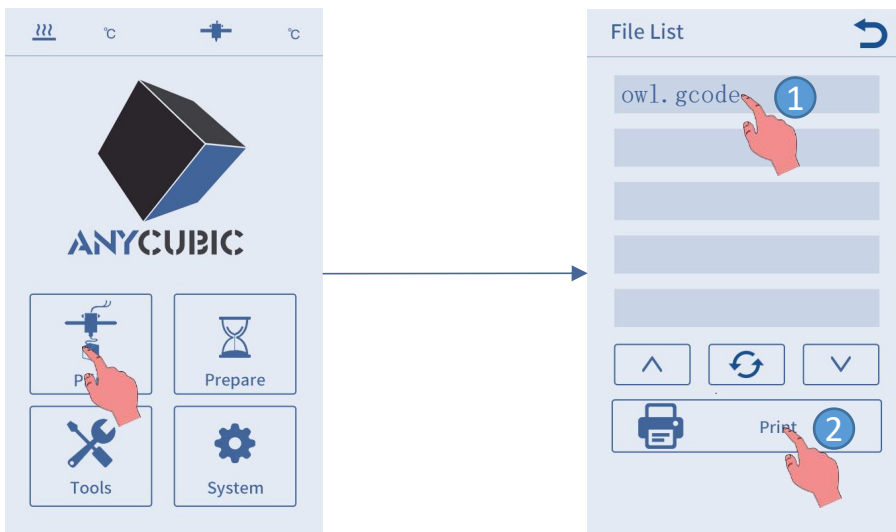 ℃ ℃
ANYCUBIC
Prepare
Tools System
File List
owl.gcode 1
Print 2